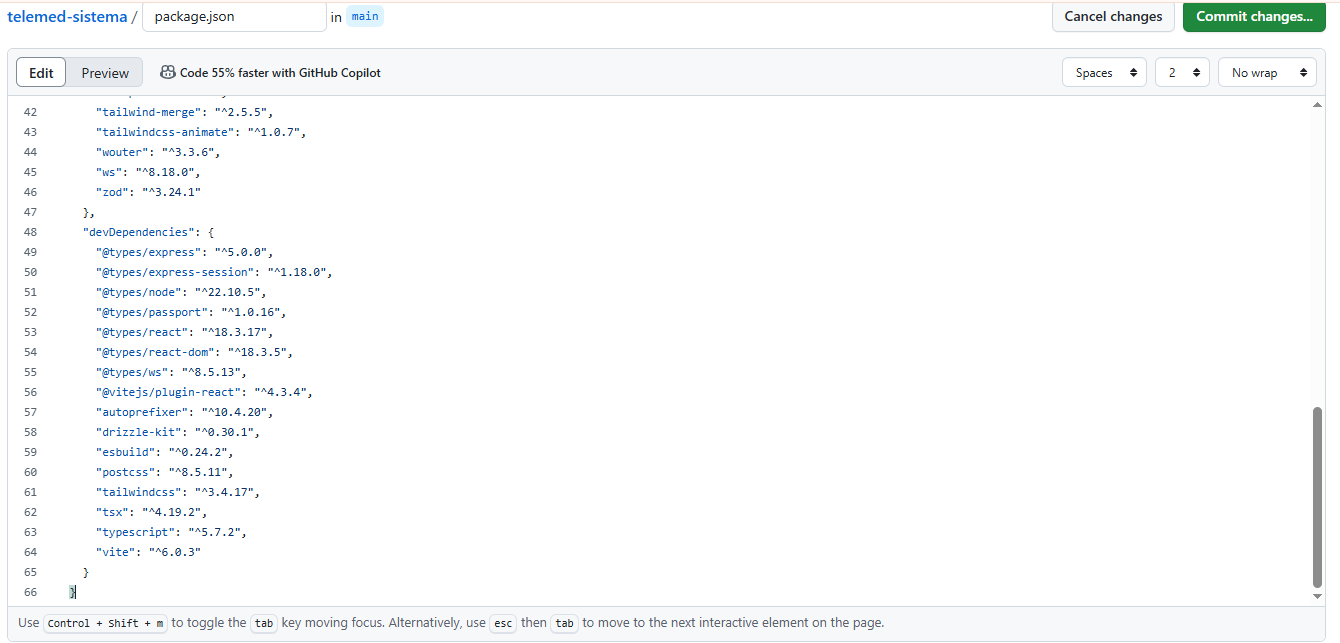 telemed-sistema / package.json in main Cancel changes Commit changes...
Edit Preview Code 55% faster with GitHub Copilot Spaces 2 No wrap
42 "tailwind-merge": "^2.5.5",
43 "tailwindcss-animate": "^1.0.7",
44 "wouter": "^3.3.6",
45 "ws": "^8.18.0",
46 "zod": "^3.24.1"
47 },
48 "devDependencies": {
49 "@types/express": "^5.0.0",
50 "@types/express-session": "^1.18.0",
51 "@types/node": "^22.10.5",
52 "@types/passport": "^1.0.16",
53 "@types/react": "^18.3.17",
54 "@types/react-dom": "^18.3.5",
55 "@types/ws": "^8.5.13",
56 "@vitejs/plugin-react": "^4.3.4",
57 "autoprefixer": "^10.4.20",
58 "drizzle-kit": "^0.30.1",
59 "esbuild": "^0.24.2",
60 "postcss": "^8.5.11",
61 "tailwindcss": "^3.4.17",
62 "tsx": "^4.19.2",
63 "typescript": "^5.7.2",
64 "vite": "^6.0.3"
65 }
66 }
Use Control + Shift + m to toggle the tab key moving focus. Alternatively, use esc then tab to move to the next interactive element on the page.